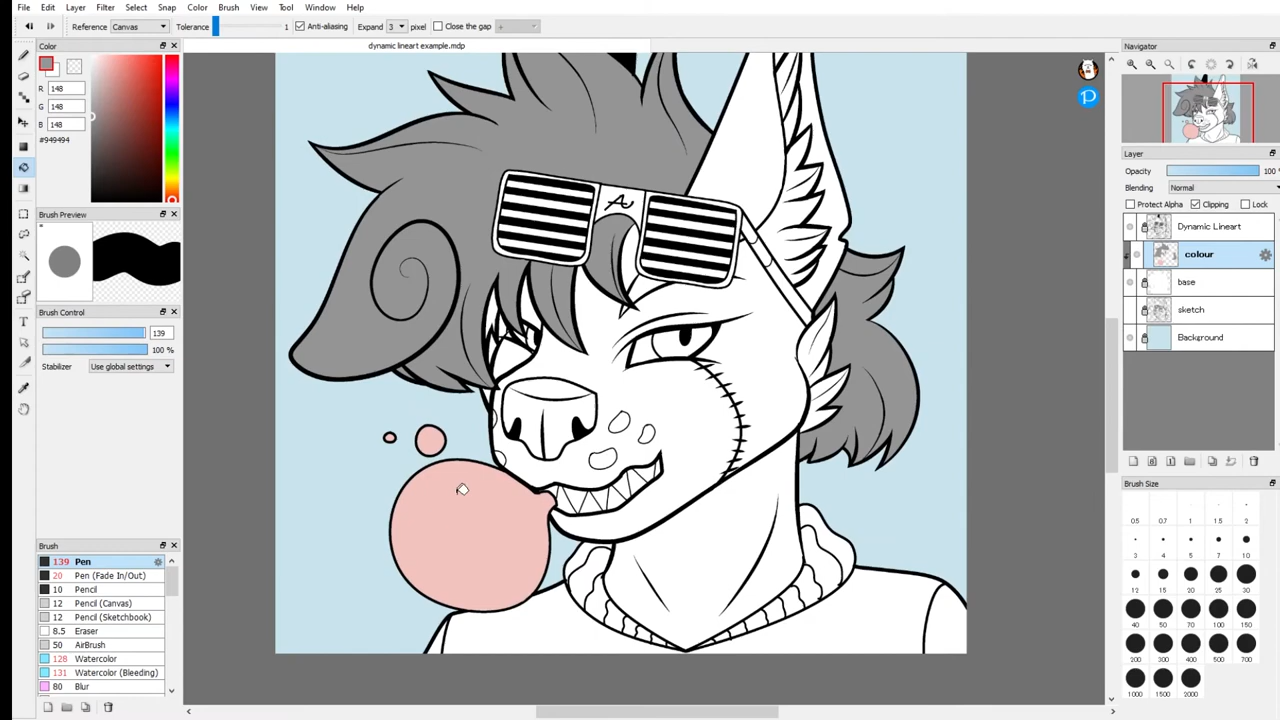 File Edit Layer Filter Select Snap Color Brush View Tool Window Help
Reference Canvas Tolerance 1 Anti-aliasing Expand 3 pixel Close the gap +
dynamic lineart example.mdp
Color
R 148
G 148
B 148
#949494
Brush Preview
Brush Control
139
100 %
Stabilizer Use global settings
Brush
139 Pen
20 Pen (Fade In/Out)
10 Pencil
12 Pencil (Canvas)
12 Pencil (Sketchbook)
8.5 Eraser
50 AirBrush
128 Watercolor
131 Watercolor (Bleeding)
80 Blur
Navigator
Layer
Opacity 100 %
Blending Normal
Protect Alpha Clipping Lock
Dynamic Lineart
colour
base
sketch
Background
Brush Size
0.5 0.7 1 1.5 2
3 4 5 7 10
12 15 20 25 30
40 50 70 100 150
200 300 400 500 700
1000 1500 2000